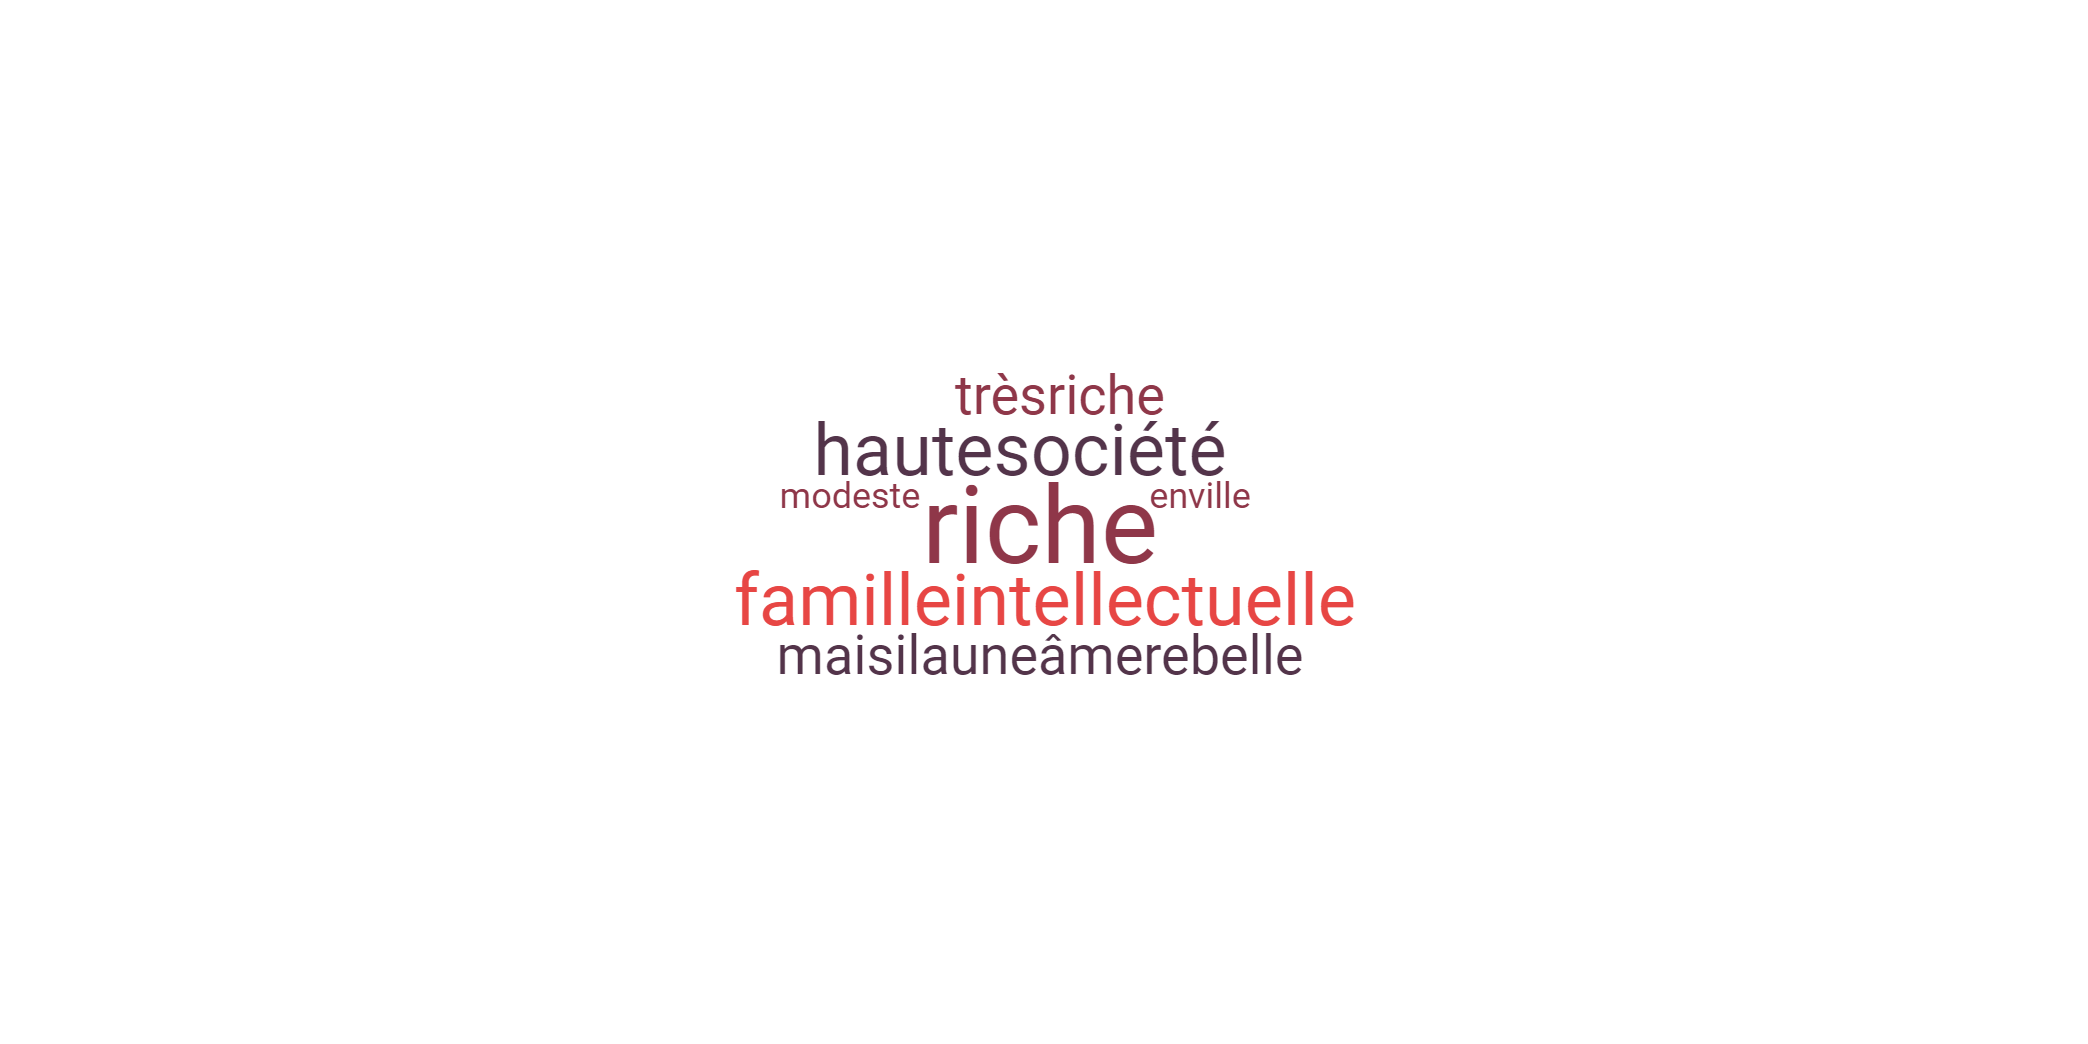 trèsriche
hautesociété
modeste
riche
enville
familleintellectuelle
maisilauneâmerebelle